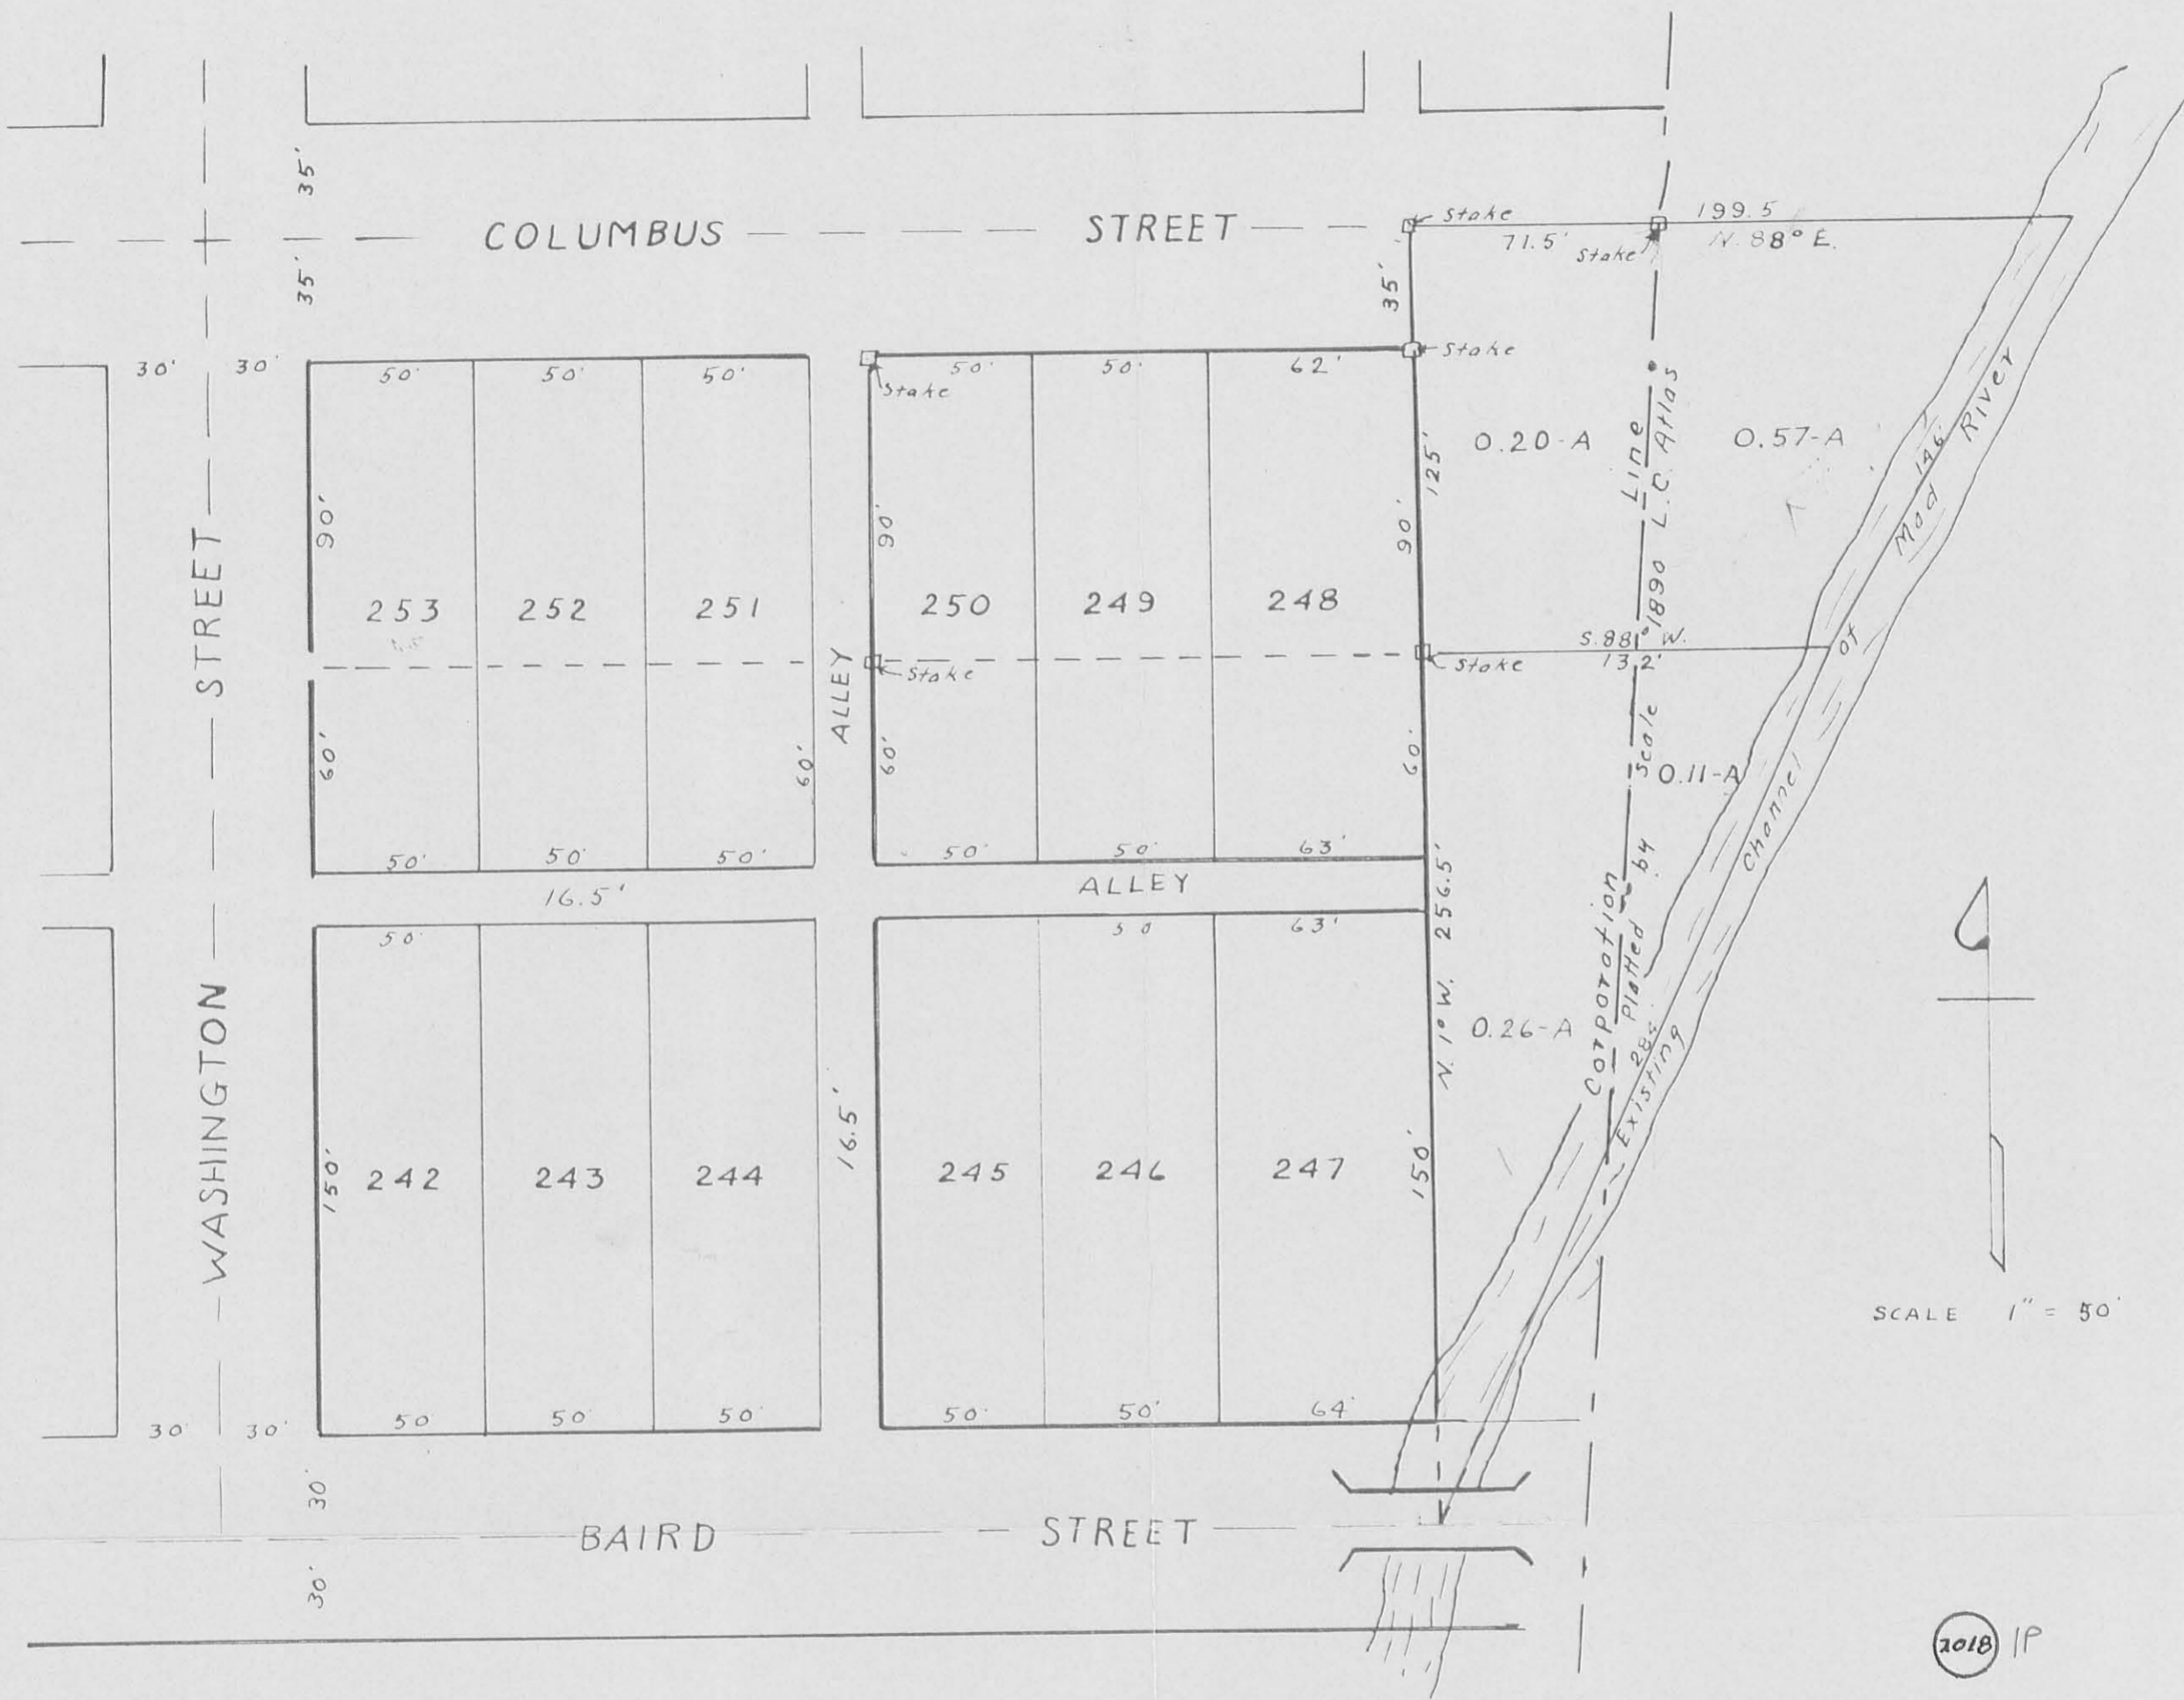 35'
35'
COLUMBUS STREET
Stake
199.5
71.5'
Stake
N. 88° E.
35'
30' 30'
50' 50' 50'
50' 50' 62'
Stake
Stake
125'
90'
90'
90'
0.20-A
0.57-A
253 252 251 250 249 248
Stake
Stake
S. 88° W.
ALLEY
60'
60'
60'
60'
0.11-A
50' 50' 50'
50' 50' 63'
16.5'
ALLEY
50'
50 63'
N. 1° W. 256.5'
0.26-A
Corporation Line
Platted by Scale 1890 L.C. Atlas
146'
Existing Channel of Mad River
WASHINGTON STREET
150'
16.5'
150'
242 243 244 245 246 247
SCALE 1" = 50'
30' 30'
50 50' 50'
50' 50' 64'
30
30'
BAIRD STREET
2018 IP